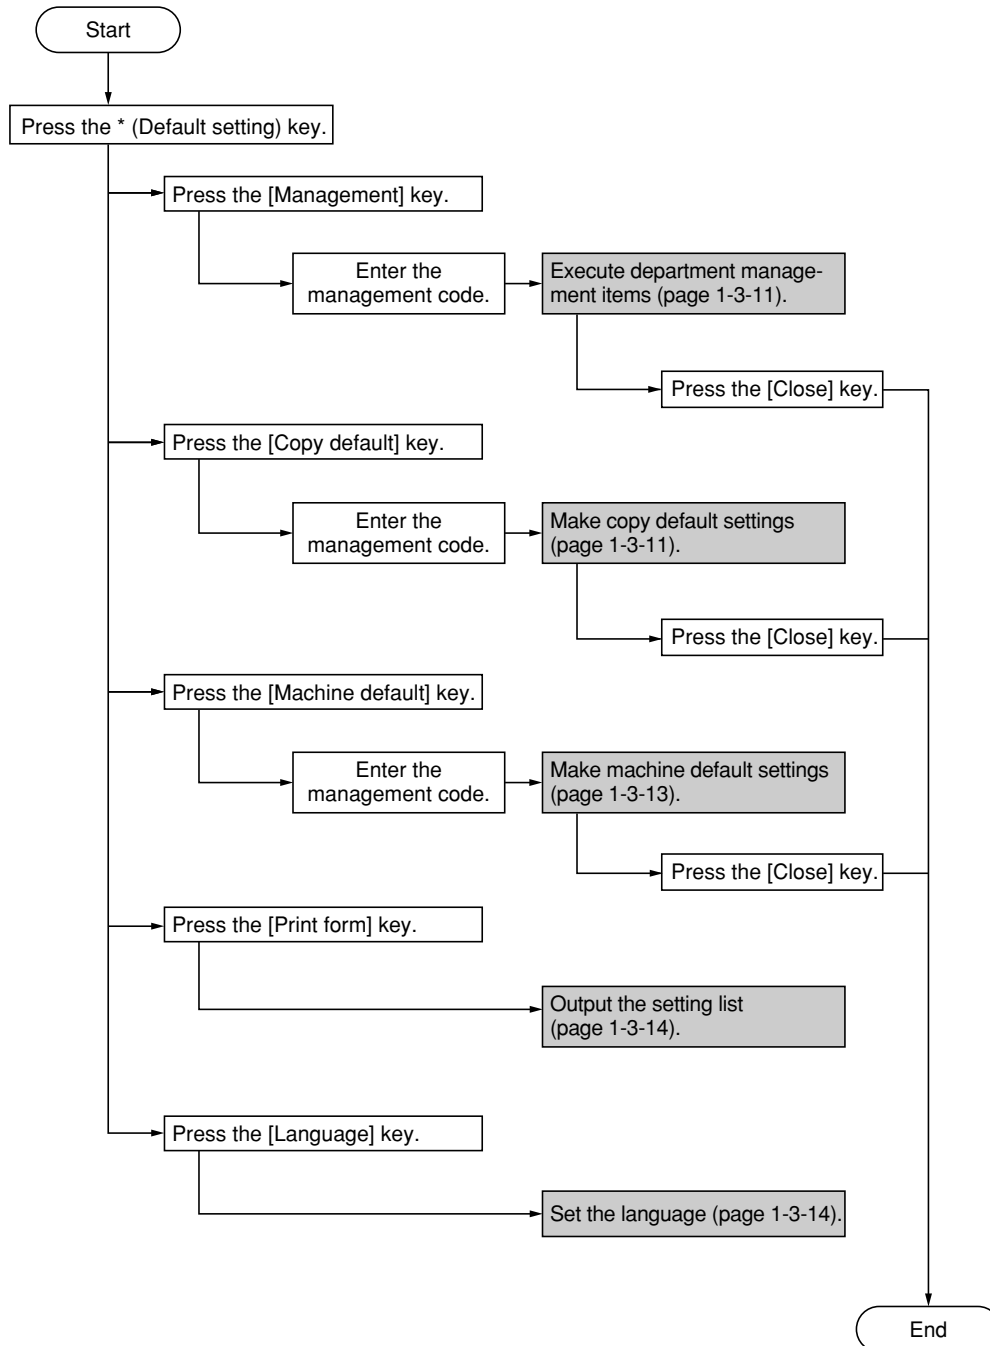 Start
Press the * (Default setting) key.
Press the [Management] key.
Enter the
management code.
Execute department manage-
ment items (page 1-3-11).
Press the [Close] key.
Press the [Copy default] key.
Enter the
management code.
Make copy default settings
(page 1-3-11).
Press the [Close] key.
Press the [Machine default] key.
Enter the
management code.
Make machine default settings
(page 1-3-13).
Press the [Close] key.
Press the [Print form] key.
Output the setting list
(page 1-3-14).
Press the [Language] key.
Set the language (page 1-3-14).
End